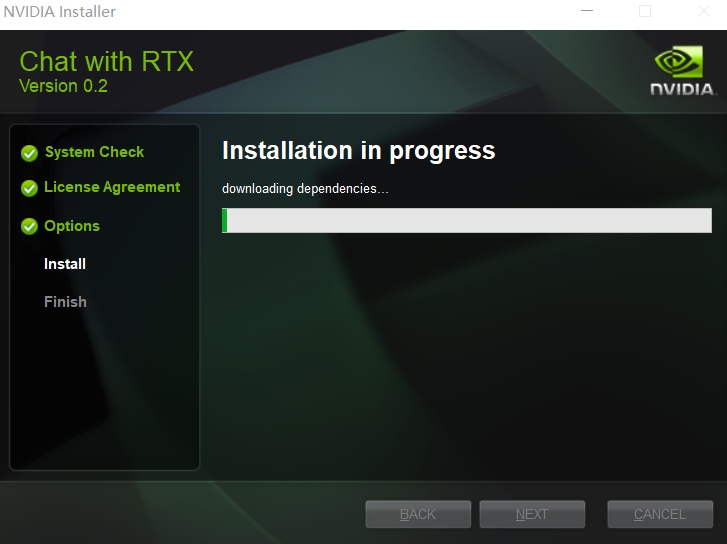 NVIDIA Installer
Chat with RTX
Version 0.2
NVIDIA.
System Check
License Agreement
Options
Install
Finish
Installation in progress
downloading dependencies...
BACK
NEXT
CANCEL